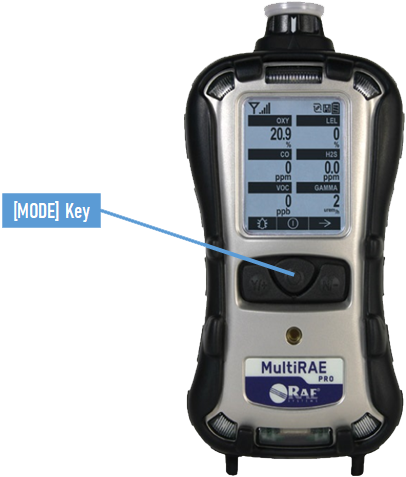 OXY LEL
20.9 0
% %
CO H2S
0 0.0
ppm ppm
VOC GAMMA
0 2
ppb
[MODE] Key
MultiRAE
PRO
RAE
SYSTEMS